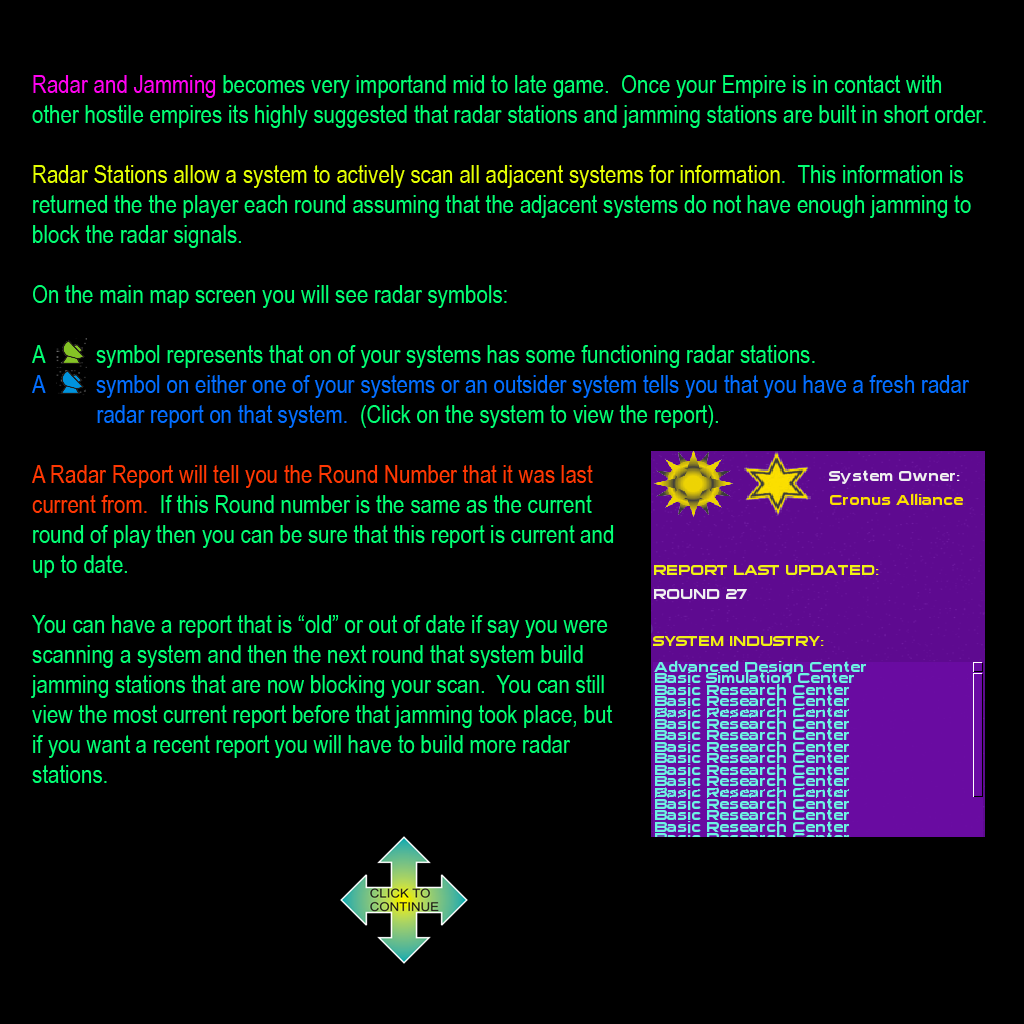 Radar and Jamming becomes very importand mid to late game.  Once your Empire is in contact with
other hostile empires its highly suggested that radar stations and jamming stations are built in short order.
Radar Stations allow a system to actively scan all adjacent systems for information.  This information is
returned the the player each round assuming that the adjacent systems do not have enough jamming to
block the radar signals.
On the main map screen you will see radar symbols:
A symbol represents that on of your systems has some functioning radar stations.
A symbol on either one of your systems or an outsider system tells you that you have a fresh radar
radar report on that system.  (Click on the system to view the report).
A Radar Report will tell you the Round Number that it was last
current from.  If this Round number is the same as the current
round of play then you can be sure that this report is current and
up to date.
You can have a report that is “old” or out of date if say you were
scanning a system and then the next round that system build
jamming stations that are now blocking your scan.  You can still
view the most current report before that jamming took place, but
if you want a recent report you will have to build more radar
stations.
System Owner:
Cronus Alliance
REPORT LAST UPDATED:
ROUND 27
SYSTEM INDUSTRY:
Advanced Design Center
Basic Simulation Center
Basic Research Center
Basic Research Center
Basic Research Center
Basic Research Center
Basic Research Center
Basic Research Center
Basic Research Center
Basic Research Center
Basic Research Center
Basic Research Center
Basic Research Center
Basic Research Center
Basic Research Center
CLICK TO
CONTINUE